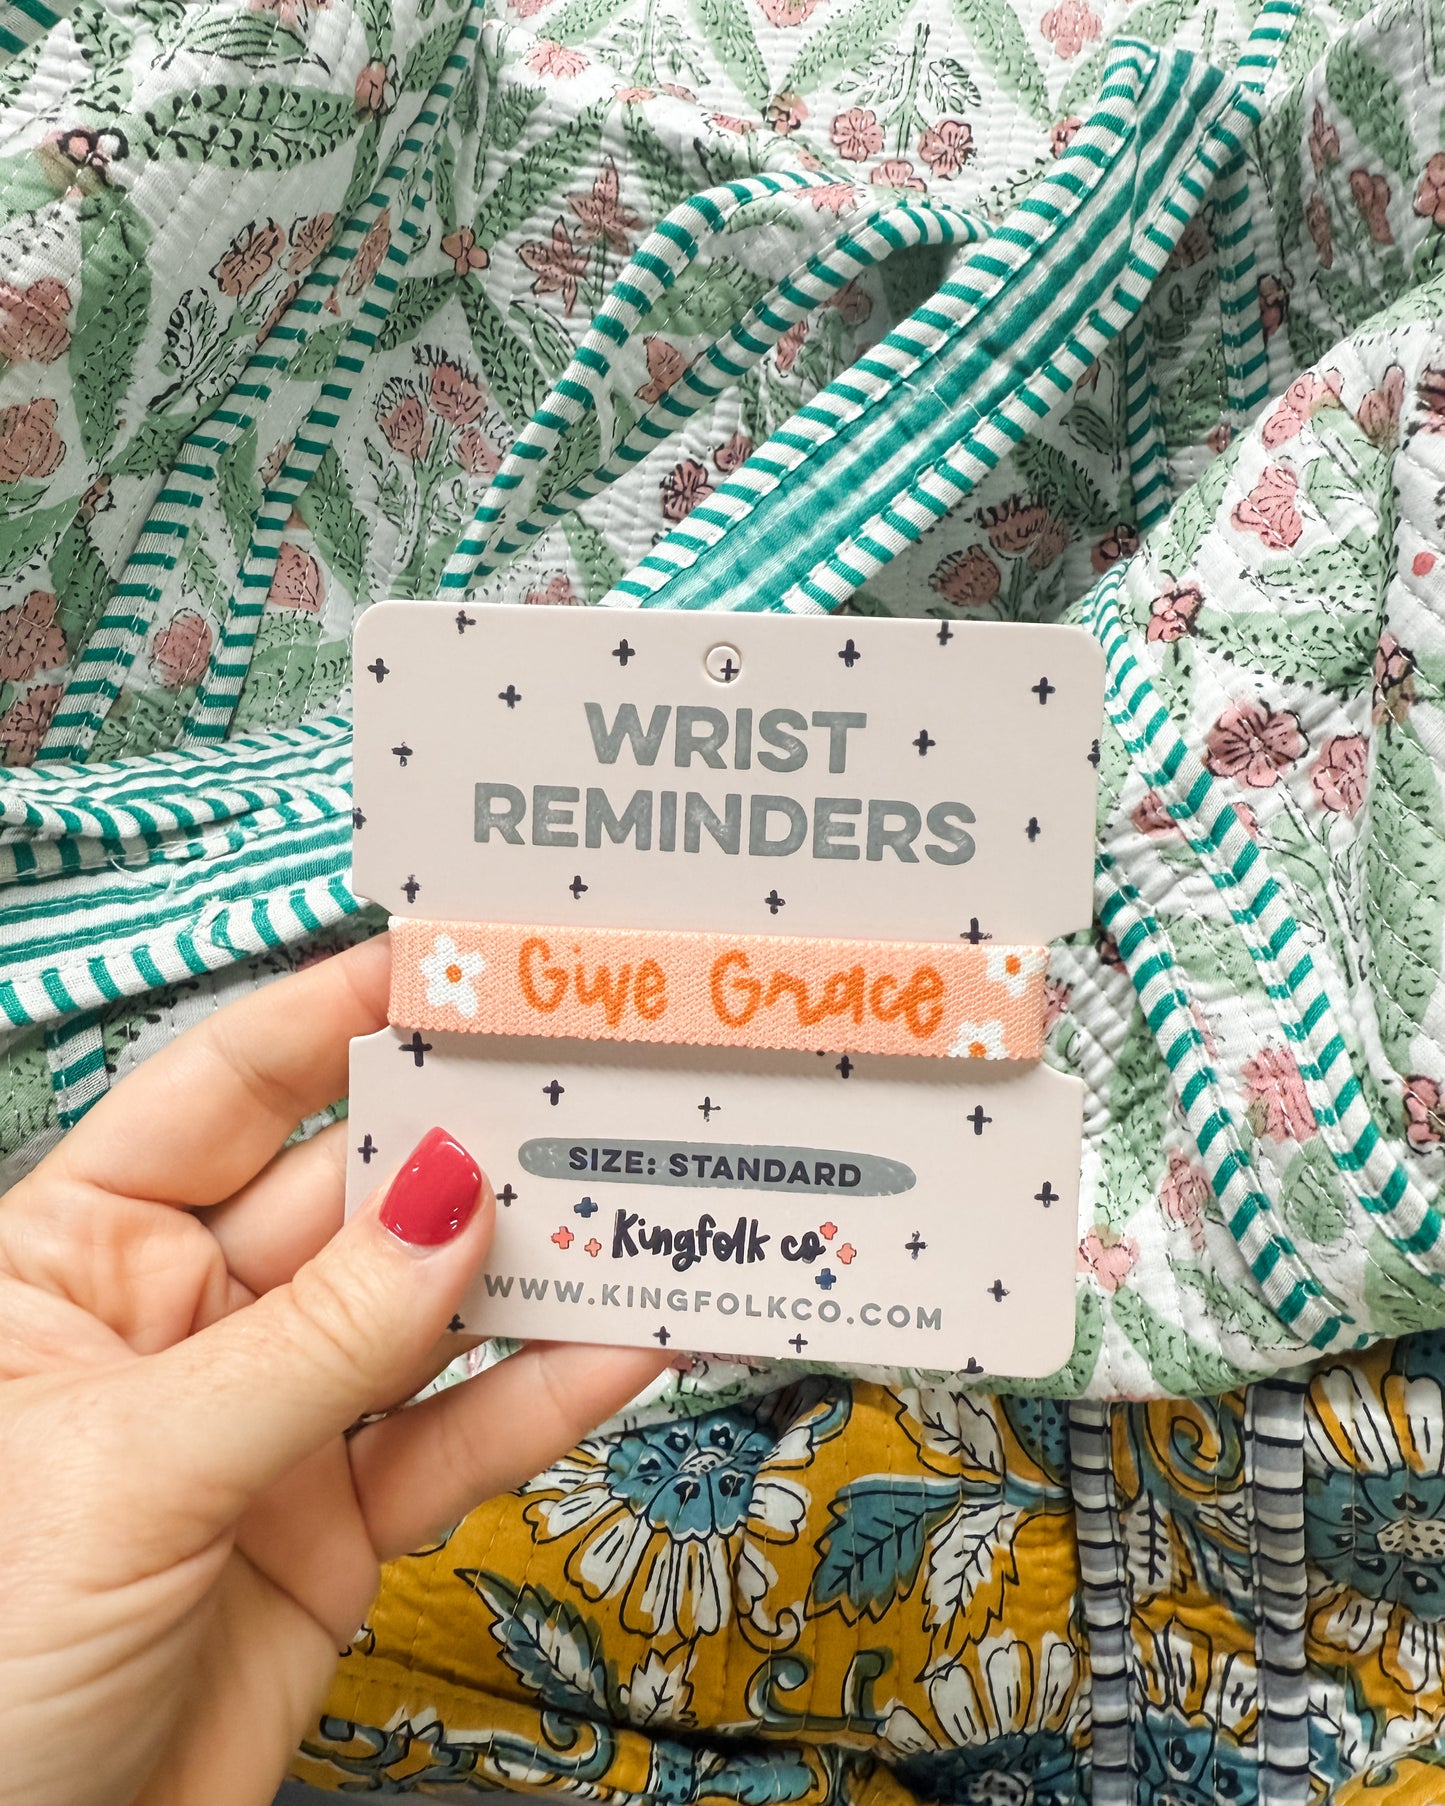 WRIST
REMINDERS
Give Grace
SIZE: STANDARD
Kingfolk co
WWW.KINGFOLKCO.COM